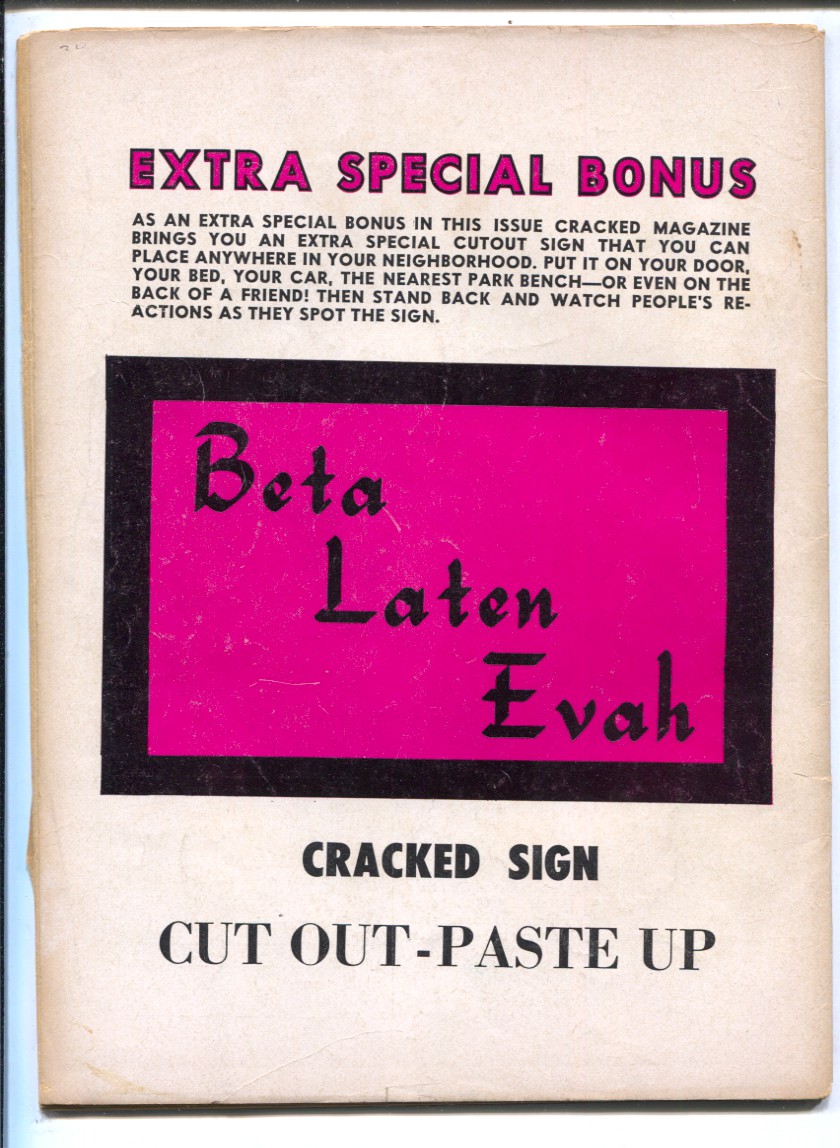 EXTRA SPECIAL BONUS
AS AN EXTRA SPECIAL BONUS IN THIS ISSUE CRACKED MAGAZINE
BRINGS YOU AN EXTRA SPECIAL CUTOUT SIGN THAT YOU CAN
PLACE ANYWHERE IN YOUR NEIGHBORHOOD. PUT IT ON YOUR DOOR,
YOUR BED, YOUR CAR, THE NEAREST PARK BENCH—OR EVEN ON THE
BACK OF A FRIEND! THEN STAND BACK AND WATCH PEOPLE'S RE-
ACTIONS AS THEY SPOT THE SIGN.
Beta
Laten
Evah
CRACKED SIGN
CUT OUT-PASTE UP